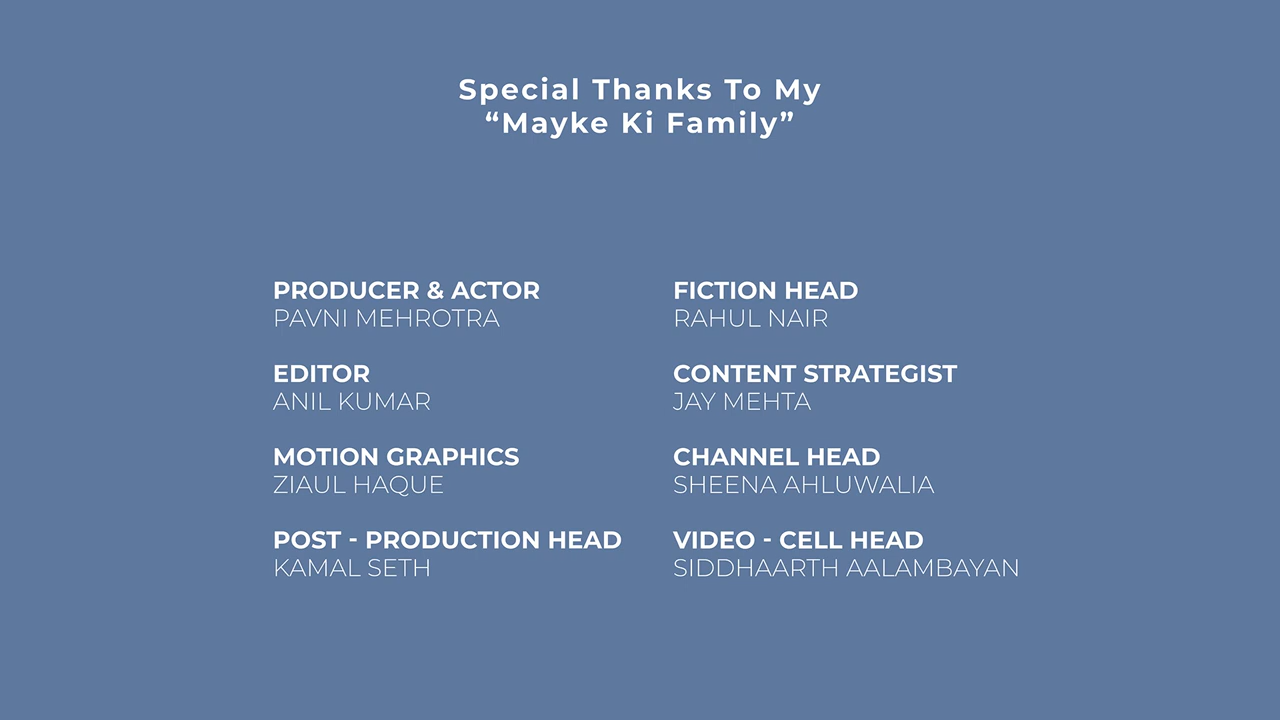 Special Thanks To My
“Mayke Ki Family”
PRODUCER & ACTOR
PAVNI MEHROTRA
EDITOR
ANIL KUMAR
MOTION GRAPHICS
ZIAUL HAQUE
POST - PRODUCTION HEAD
KAMAL SETH
FICTION HEAD
RAHUL NAIR
CONTENT STRATEGIST
JAY MEHTA
CHANNEL HEAD
SHEENA AHLUWALIA
VIDEO - CELL HEAD
SIDDHAARTH AALAMBAYAN